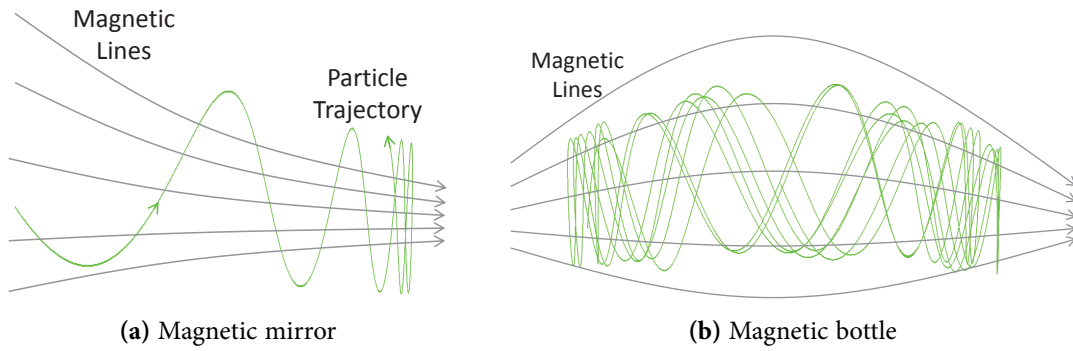 Magnetic
Lines
Particle
Trajectory
(a) Magnetic mirror
Magnetic
Lines
(b) Magnetic bottle